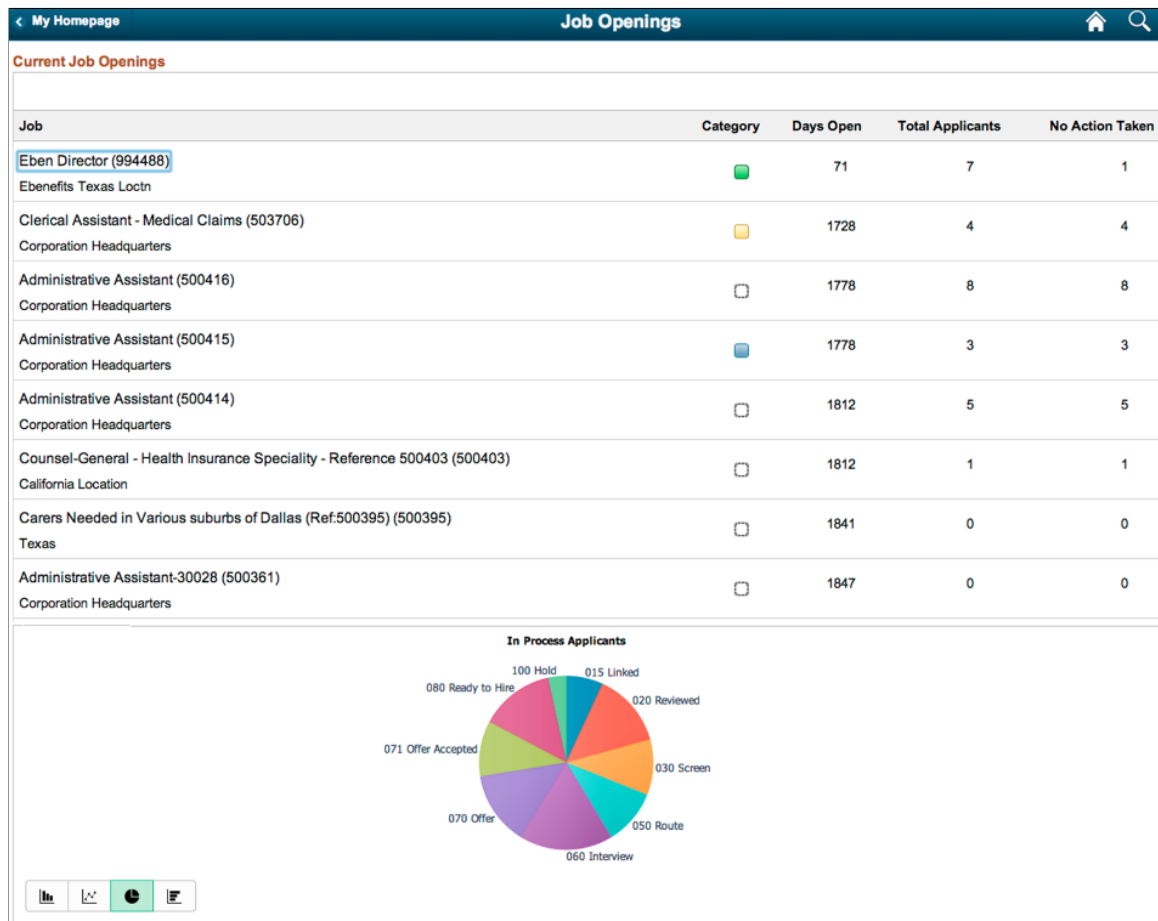 My Homepage Job Openings
Current Job Openings
Job Category Days Open Total Applicants No Action Taken
Eben Director (994488) 71 7 1
Ebenefits Texas Loctn
Clerical Assistant - Medical Claims (503706) 1728 4 4
Corporation Headquarters
Administrative Assistant (500416) 1778 8 8
Corporation Headquarters
Administrative Assistant (500415) 1778 3 3
Corporation Headquarters
Administrative Assistant (500414) 1812 5 5
Corporation Headquarters
Counsel-General - Health Insurance Speciality - Reference 500403 (500403) 1812 1 1
California Location
Carers Needed in Various suburbs of Dallas (Ref:500395) (500395) 1841 0 0
Texas
Administrative Assistant-30028 (500361) 1847 0 0
Corporation Headquarters
In Process Applicants
100 Hold 015 Linked
080 Ready to Hire
020 Reviewed
071 Offer Accepted
030 Screen
070 Offer
050 Route
060 Interview